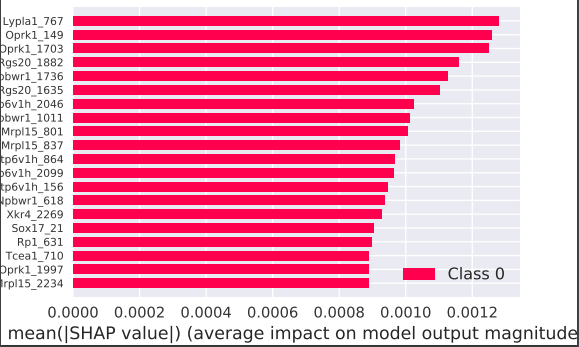 Lypla1_767
Oprk1_149
Oprk1_1703
Rgs20_1882
pbwr1_1736
Rgs20_1635
p6v1h_2046
pbwr1_1011
Mrpl15_801
Mrpl15_837
tp6v1h_864
p6v1h_2099
tp6v1h_156
Npbwr1_618
Xkr4_2269
Sox17_21
Rp1_631
Tcea1_710
Oprk1_1997
Mrpl15_2234
Class 0
0.0000 0.0002 0.0004 0.0006 0.0008 0.0010 0.0012
mean(|SHAP value|) (average impact on model output magnitude